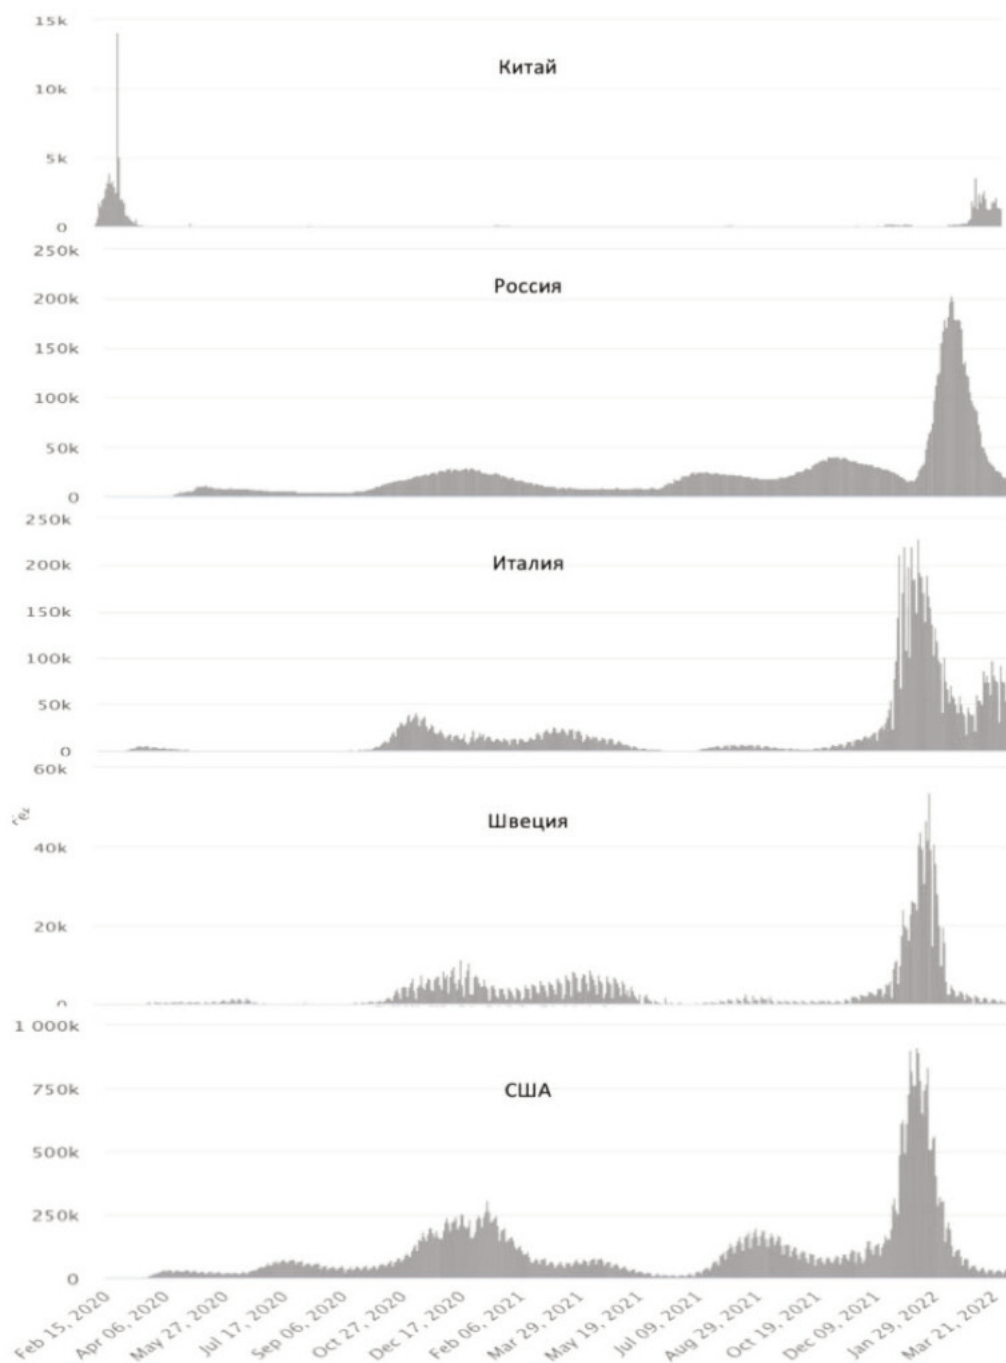 15k
Китай
10k
5k
0
250k
Россия
200k
150k
100k
50k
0
250k
Италия
200k
150k
100k
50k
0
60k
Швеция
40k
20k
0
1 000k
США
750k
500k
250k
0
Feb 15, 2020
Apr 06, 2020
May 27, 2020
Jul 17, 2020
Sep 06, 2020
Oct 27, 2020
Dec 17, 2020
Feb 06, 2021
Mar 29, 2021
May 19, 2021
Jul 09, 2021
Aug 29, 2021
Oct 19, 2021
Dec 09, 2021
Jan 29, 2022
Mar 21, 2022